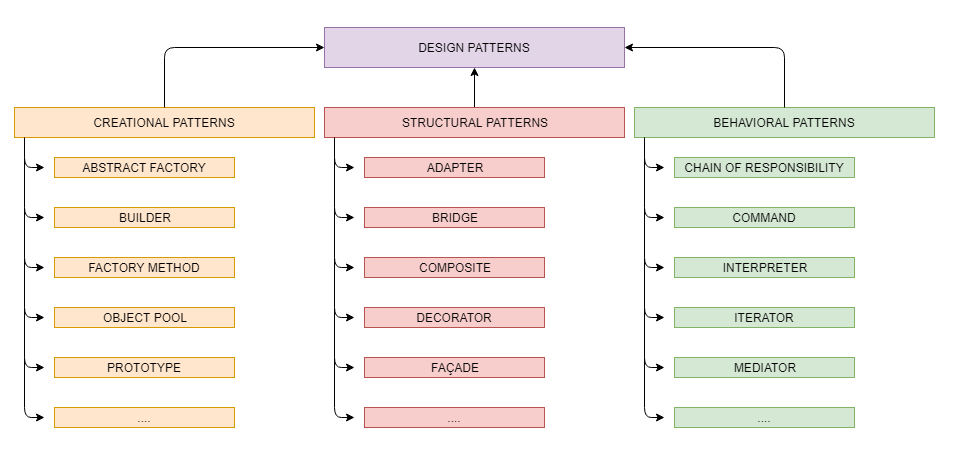 DESIGN PATTERNS
CREATIONAL PATTERNS
ABSTRACT FACTORY
BUILDER
FACTORY METHOD
OBJECT POOL
PROTOTYPE
....
STRUCTURAL PATTERNS
ADAPTER
BRIDGE
COMPOSITE
DECORATOR
FAÇADE
....
BEHAVIORAL PATTERNS
CHAIN OF RESPONSIBILITY
COMMAND
INTERPRETER
ITERATOR
MEDIATOR
....